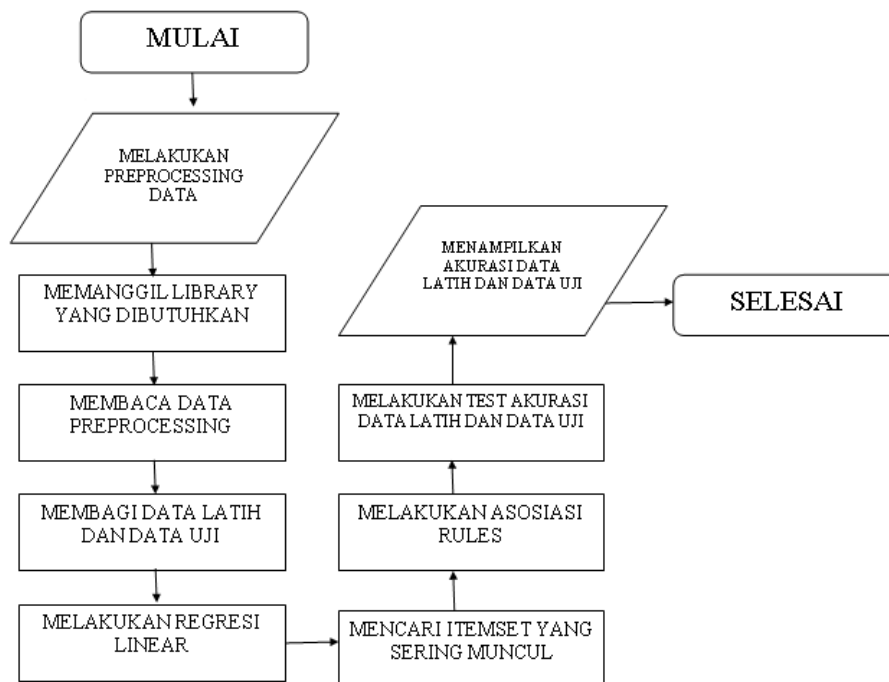 MULAI
MELAKUKAN
PREPROCESSING
DATA
MEMANGGIL LIBRARY
YANG DIBUTUHKAN
MEMBACA DATA
PREPROCESSING
MEMBAGI DATA LATIH
DAN DATA UJI
MELAKUKAN REGRESI
LINEAR
MENCARI ITEMSET YANG
SERING MUNCUL
MELAKUKAN ASOSIASI
RULES
MELAKUKAN TEST AKURASI
DATA LATIH DAN DATA UJI
MENAMPILKAN
AKURASI DATA
LATIH DAN DATA UJI
SELESAI